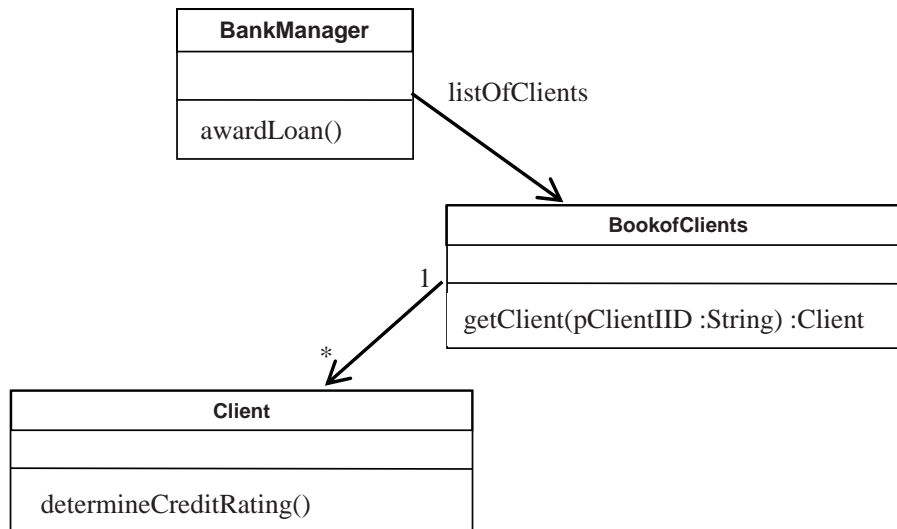 BankManager
listOfClients
awardLoan()
BookofClients
1
getClient(pClientIID :String) :Client
*
Client
determineCreditRating()